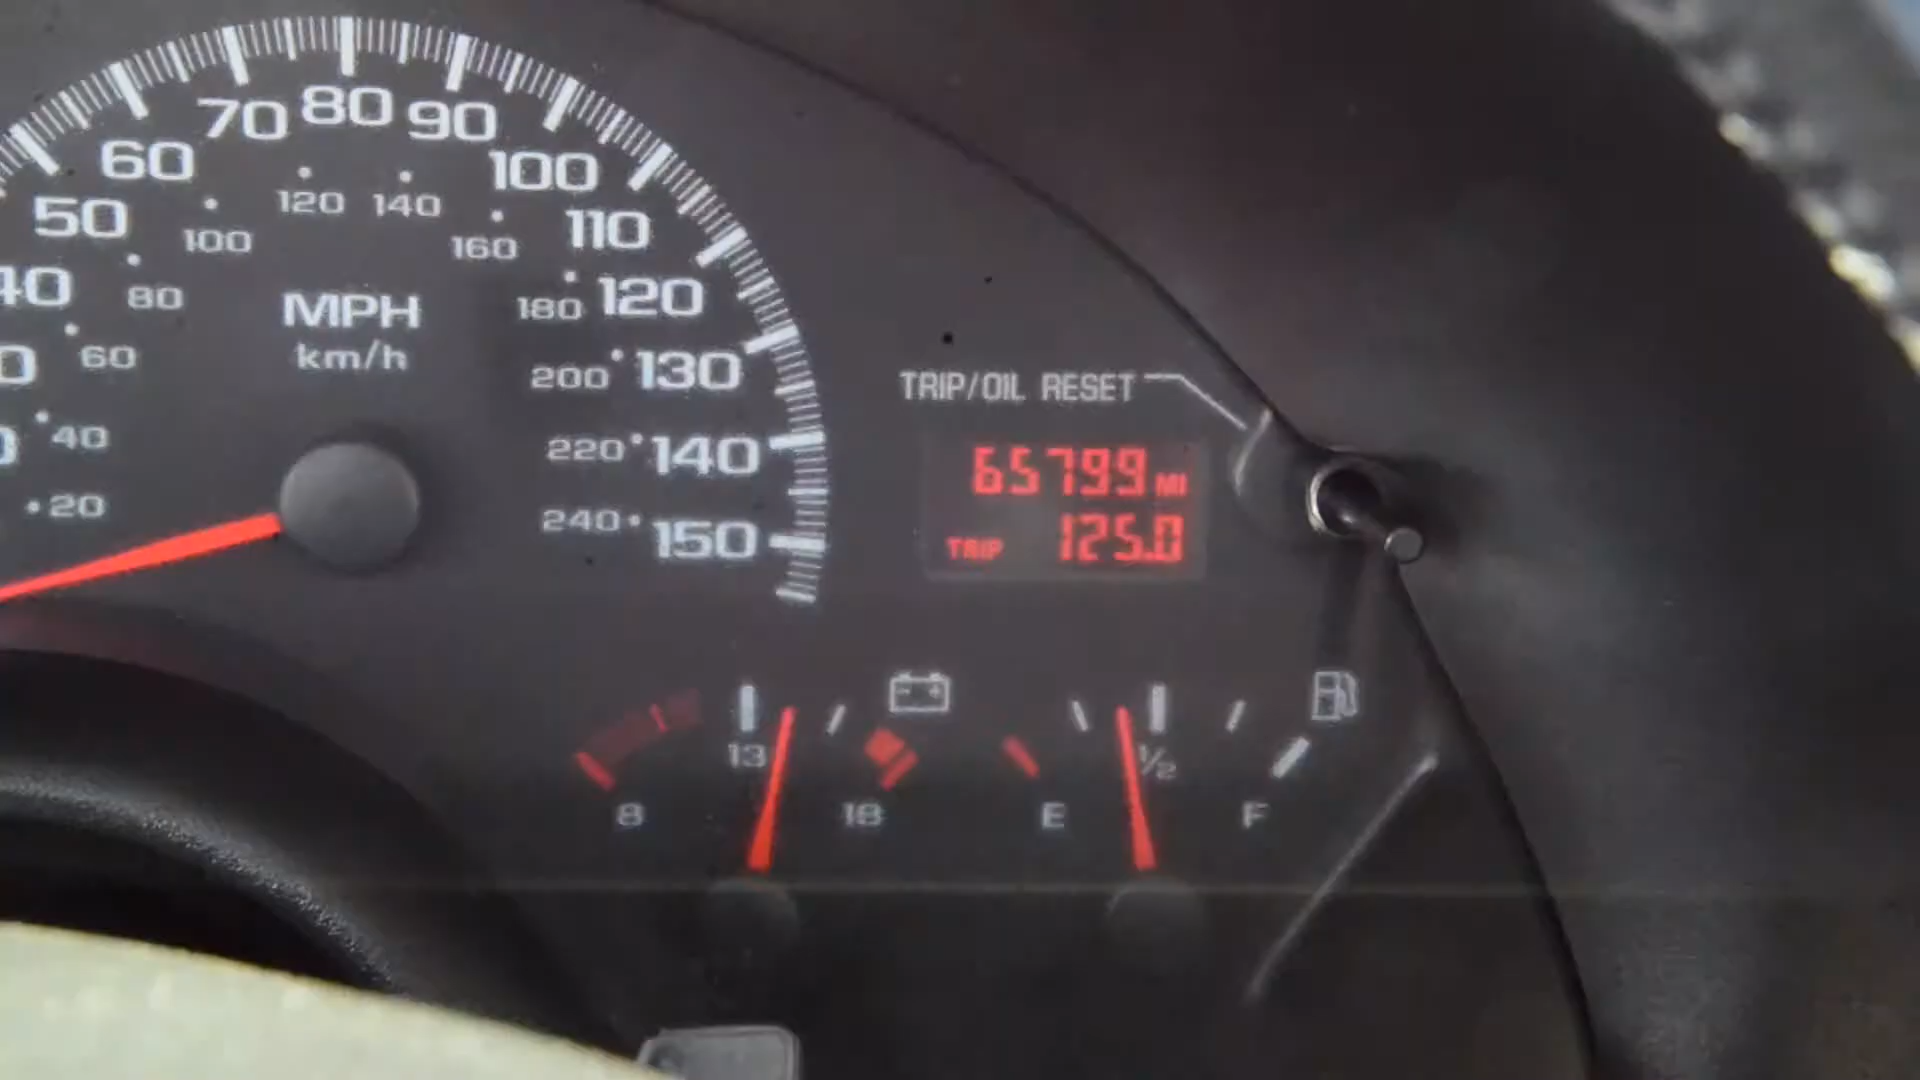 70 80 90
60 100
120 140
50 100 160 110
40 80 MPH 180 120
60 km/h 200 130
TRIP/OIL RESET
40 220 140
65799 MI
20 240 150
TRIP 125.0
13 1/2
8 18 E F